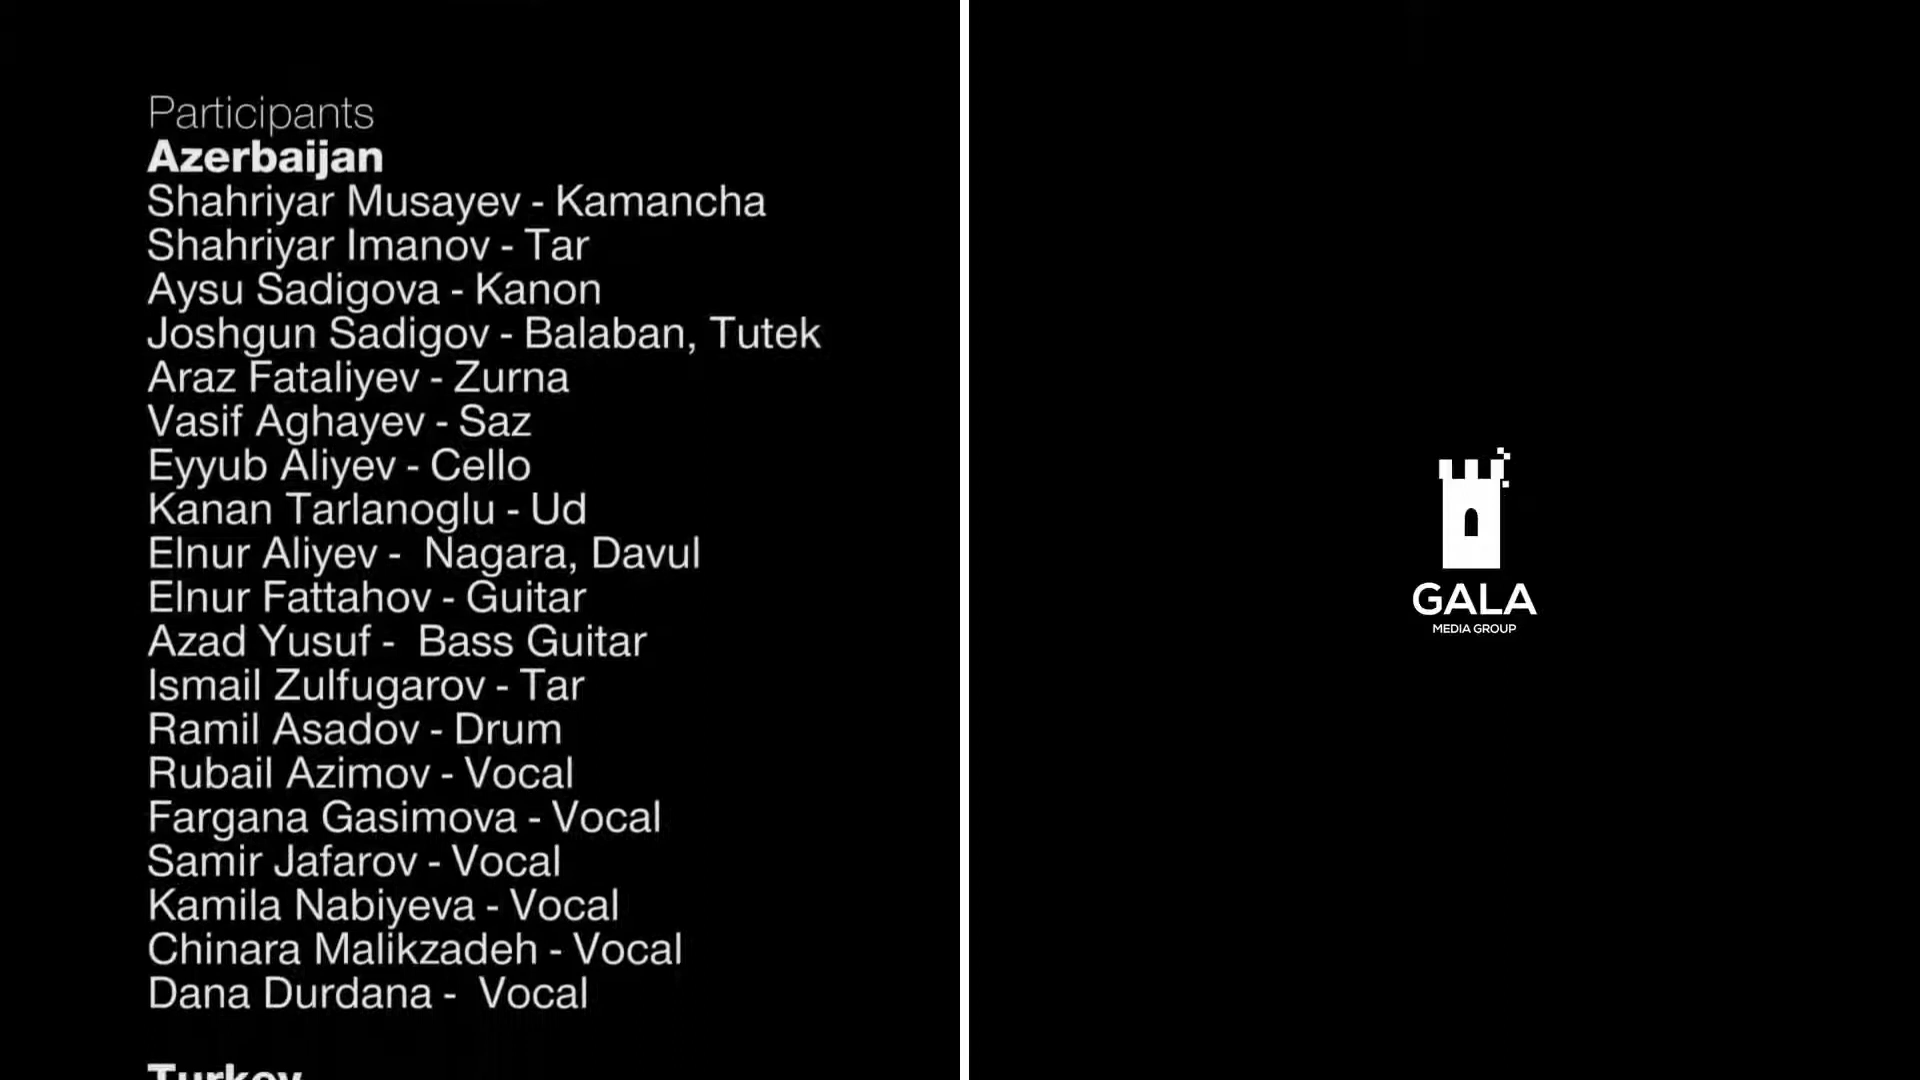 Participants
Azerbaijan
Shahriyar Musayev - Kamancha
Shahriyar Imanov - Tar
Aysu Sadigova - Kanon
Joshgun Sadigov - Balaban, Tutek
Araz Fataliyev - Zurna
Vasif Aghayev - Saz
Eyyub Aliyev - Cello
Kanan Tarlanoglu - Ud
Elnur Aliyev -  Nagara, Davul
Elnur Fattahov - Guitar
Azad Yusuf -  Bass Guitar
Ismail Zulfugarov - Tar
Ramil Asadov - Drum
Rubail Azimov - Vocal
Fargana Gasimova - Vocal
Samir Jafarov - Vocal
Kamila Nabiyeva - Vocal
Chinara Malikzadeh - Vocal
Dana Durdana -  Vocal
Turkey
GALA
MEDIA GROUP